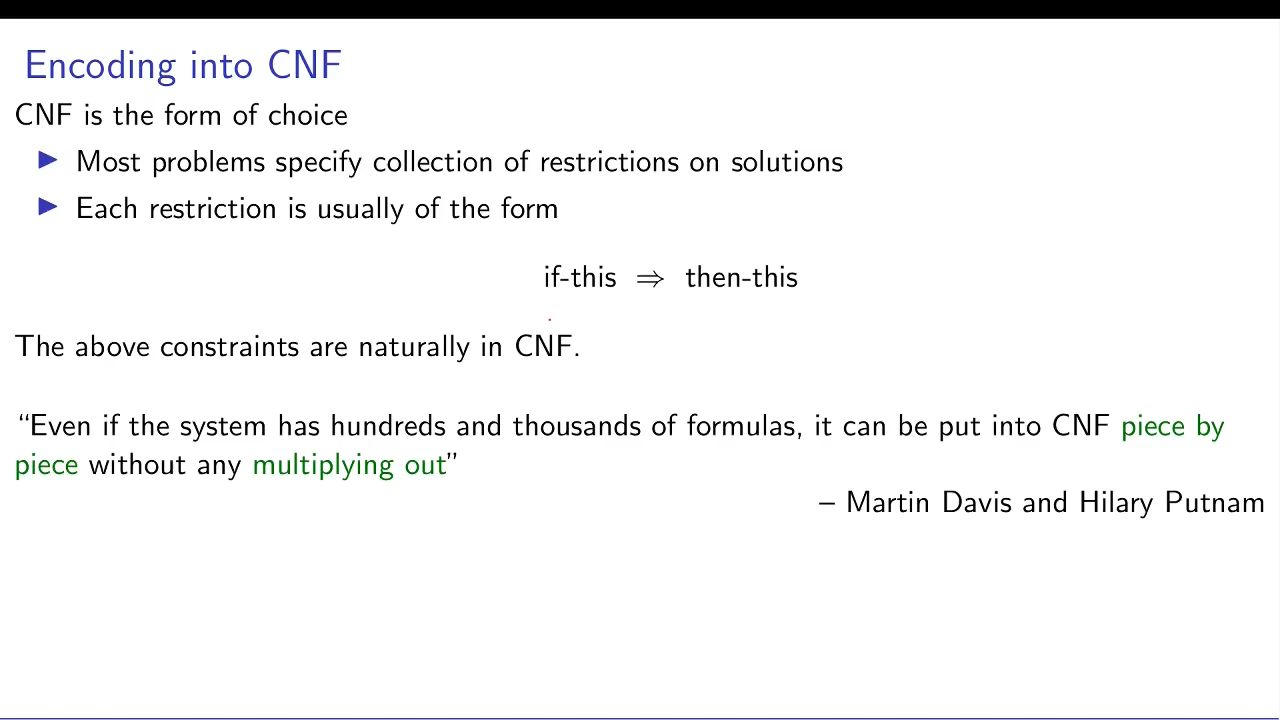 Encoding into CNF
CNF is the form of choice
▶ Most problems specify collection of restrictions on solutions
▶ Each restriction is usually of the form
if-this ⇒ then-this
The above constraints are naturally in CNF.
“Even if the system has hundreds and thousands of formulas, it can be put into CNF piece by
piece without any multiplying out”
– Martin Davis and Hilary Putnam